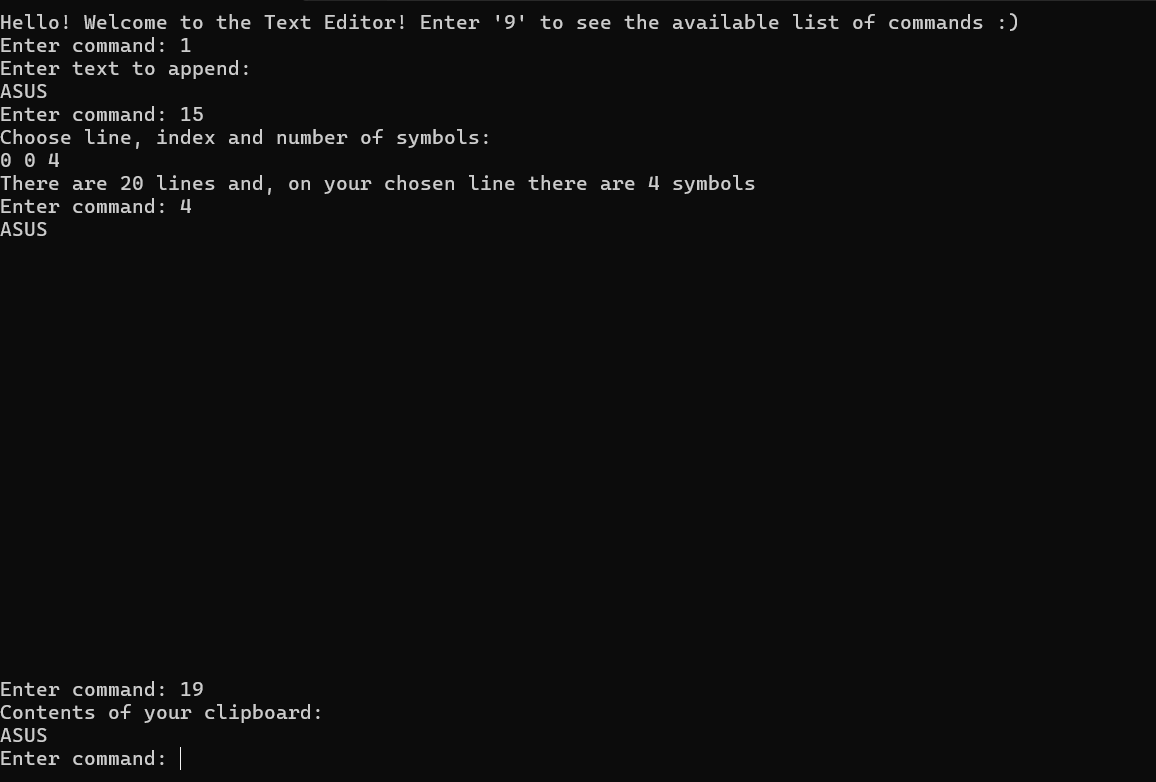 Hello! Welcome to the Text Editor! Enter '9' to see the available list of commands :)
Enter command: 1
Enter text to append:
ASUS
Enter command: 15
Choose line, index and number of symbols:
0 0 4
There are 20 lines and, on your chosen line there are 4 symbols
Enter command: 4
ASUS
Enter command: 19
Contents of your clipboard:
ASUS
Enter command: